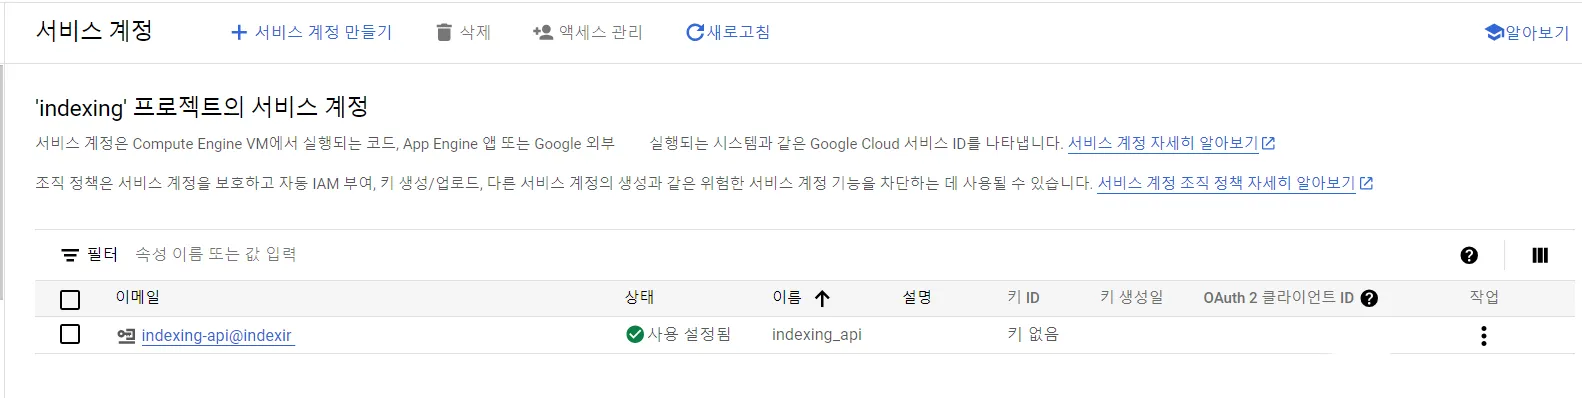 서비스 계정 서비스 계정 만들기 삭제 액세스 관리 새로고침 알아보기
'indexing' 프로젝트의 서비스 계정
서비스 계정은 Compute Engine VM에서 실행되는 코드, App Engine 앱 또는 Google 외부 실행되는 시스템과 같은 Google Cloud 서비스 ID를 나타냅니다. 서비스 계정 자세히 알아보기
조직 정책은 서비스 계정을 보호하고 자동 IAM 부여, 키 생성/업로드, 다른 서비스 계정의 생성과 같은 위험한 서비스 계정 기능을 차단하는 데 사용될 수 있습니다. 서비스 계정 조직 정책 자세히 알아보기
필터 속성 이름 또는 값 입력
이메일 상태 이름 설명 키 ID 키 생성일 OAuth 2 클라이언트 ID 작업
indexing-api@indexir 사용 설정됨 indexing_api 키 없음